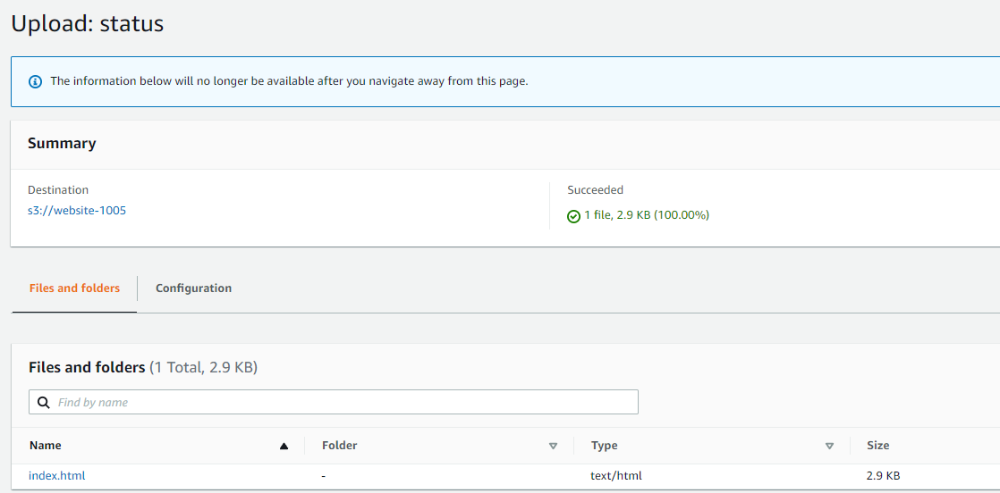 Upload: status
The information below will no longer be available after you navigate away from this page.
Summary
Destination
s3://website-1005
Succeeded
1 file, 2.9 KB (100.00%)
Files and folders
Configuration
Files and folders (1 Total, 2.9 KB)
Find by name
Name Folder Type Size
index.html - text/html 2.9 KB